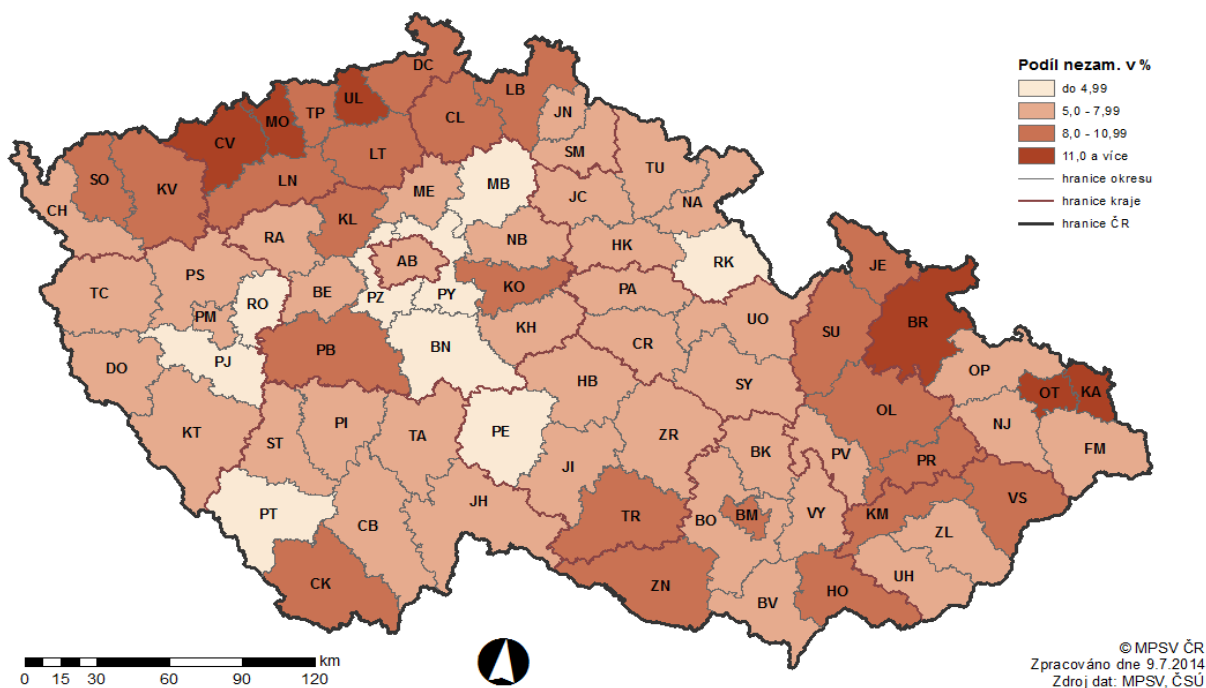 DC
LB
UL
TP
JN
MO
CL
CV
SM
LT
TU
SO
LN
KV
ME
MB
JC
NA
CH
KL
RA
NB
HK
AB
RK
PS
JE
TC
RO
BE
PZ
PY
KO
PA
PM
UO
SU
BR
KH
CR
PB
BN
PJ
DO
OP
HB
SY
OT
KA
OL
PI
TA
PE
ZR
NJ
KT
ST
BK
FM
PV
JI
PR
VS
JH
PT
TR
BO
BM
VY
KM
CB
ZL
UH
CK
ZN
HO
BV
Podíl nezam. v %
do 4,99
5,0 - 7,99
8,0 - 10,99
11,0 a více
hranice okresu
hranice kraje
hranice ČR
km
0 15 30 60 90 120
© MPSV ČR
Zpracováno dne 9.7.2014
Zdroj dat: MPSV, ČSÚ